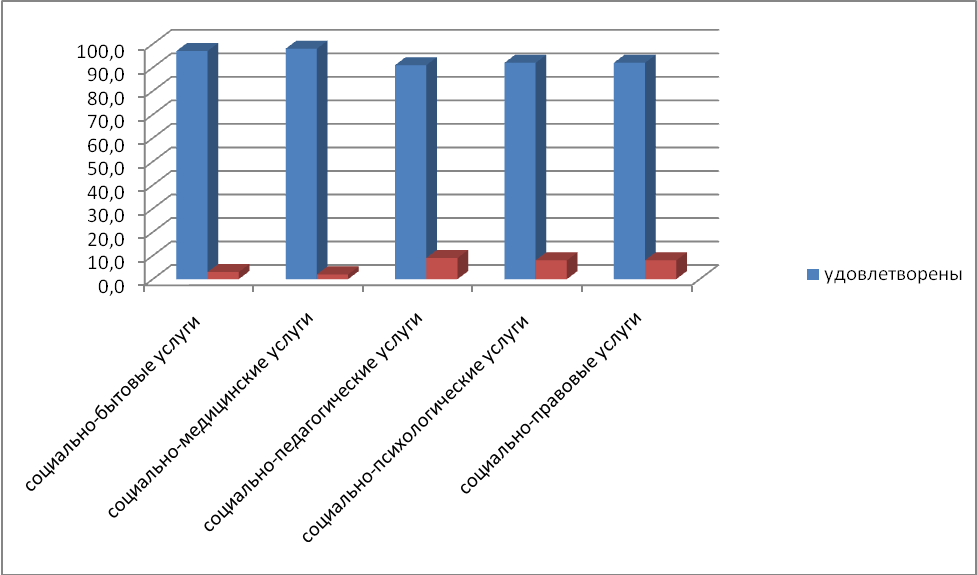 100,0
90,0
80,0
70,0
60,0
50,0
40,0
30,0
20,0
10,0
0,0
социально-бытовые услуги
социально-медицинские услуги
социально-педагогические услуги
социально-психологические услуги
социально-правовые услуги
удовлетворены